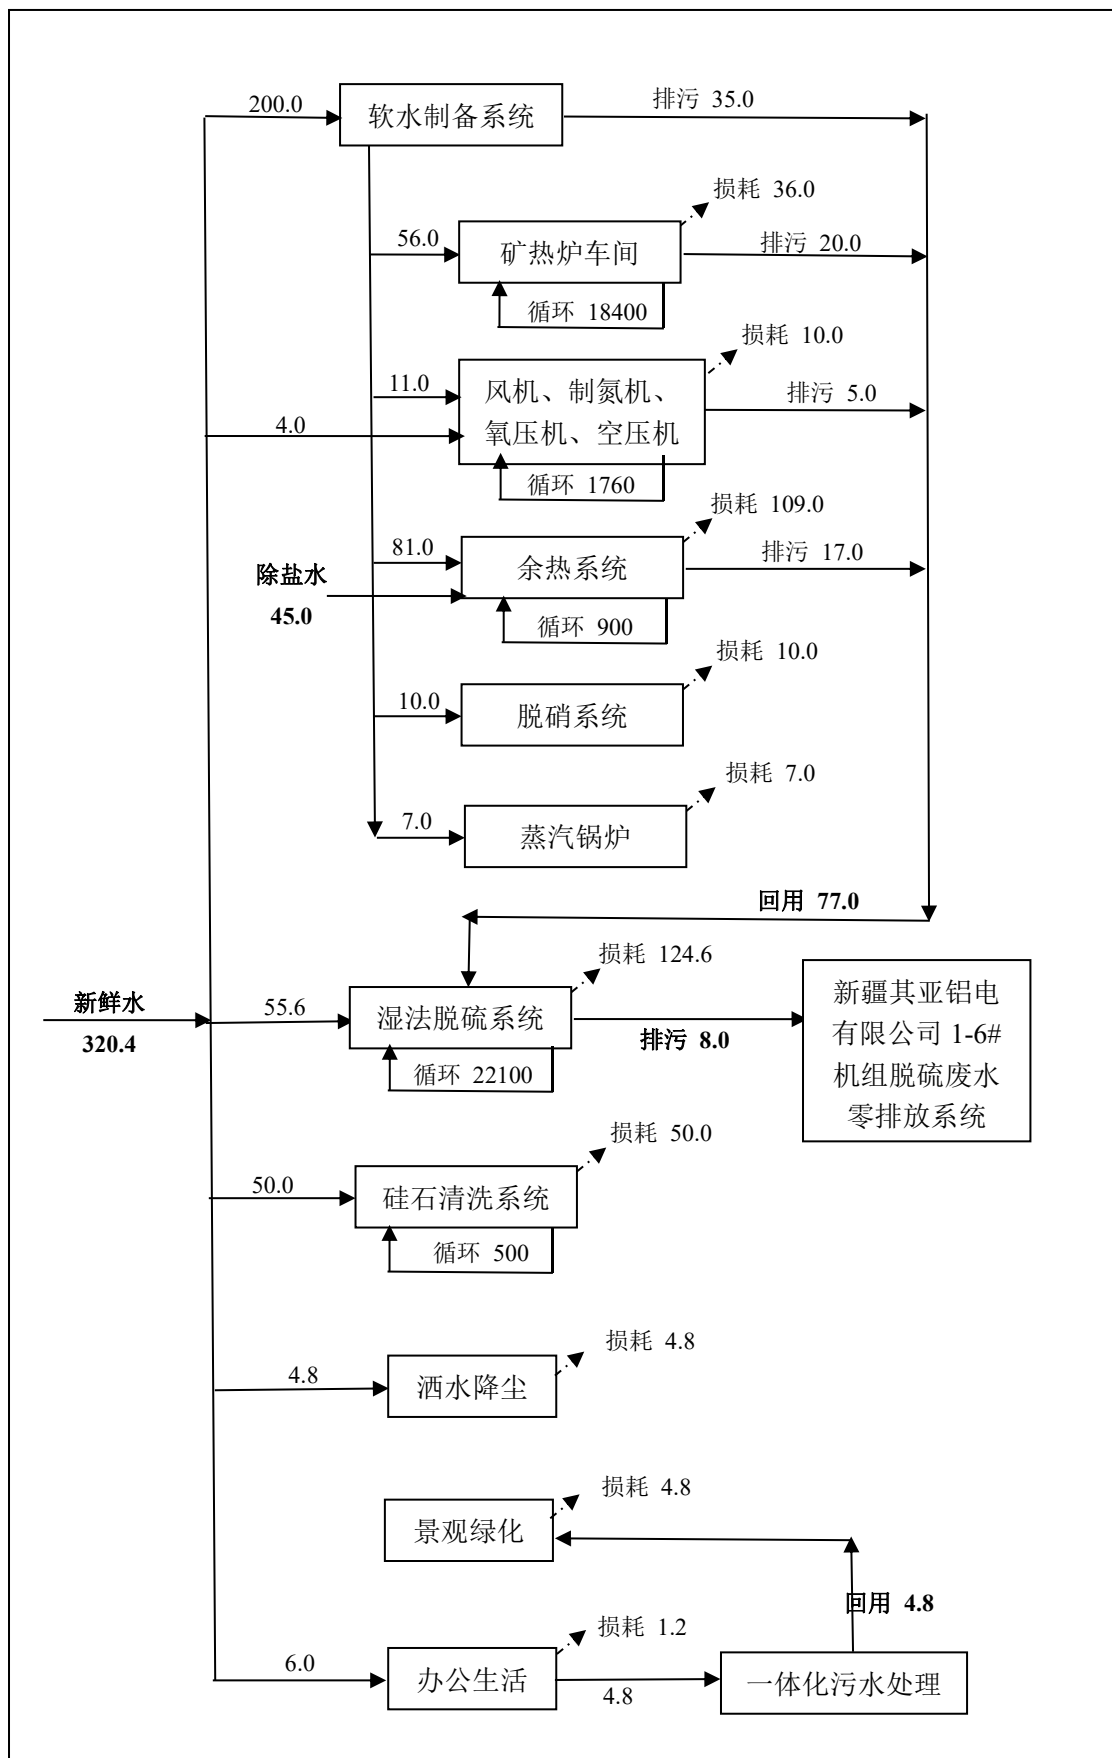 200.0
软水制备系统
排污 35.0
损耗 36.0
56.0
矿热炉车间
排污 20.0
循环 18400
损耗 10.0
11.0
风机、制氮机、
氧压机、空压机
排污 5.0
4.0
循环 1760
损耗 109.0
81.0
余热系统
排污 17.0
除盐水
45.0
循环 900
损耗 10.0
10.0
脱硝系统
损耗 7.0
7.0
蒸汽锅炉
回用 77.0
损耗 124.6
新鲜水
320.4
55.6
湿法脱硫系统
排污 8.0
循环 22100
新疆其亚铝电
有限公司 1-6#
机组脱硫废水
零排放系统
损耗 50.0
50.0
硅石清洗系统
循环 500
损耗 4.8
4.8
洒水降尘
损耗 4.8
景观绿化
回用 4.8
损耗 1.2
6.0
办公生活
4.8
一体化污水处理